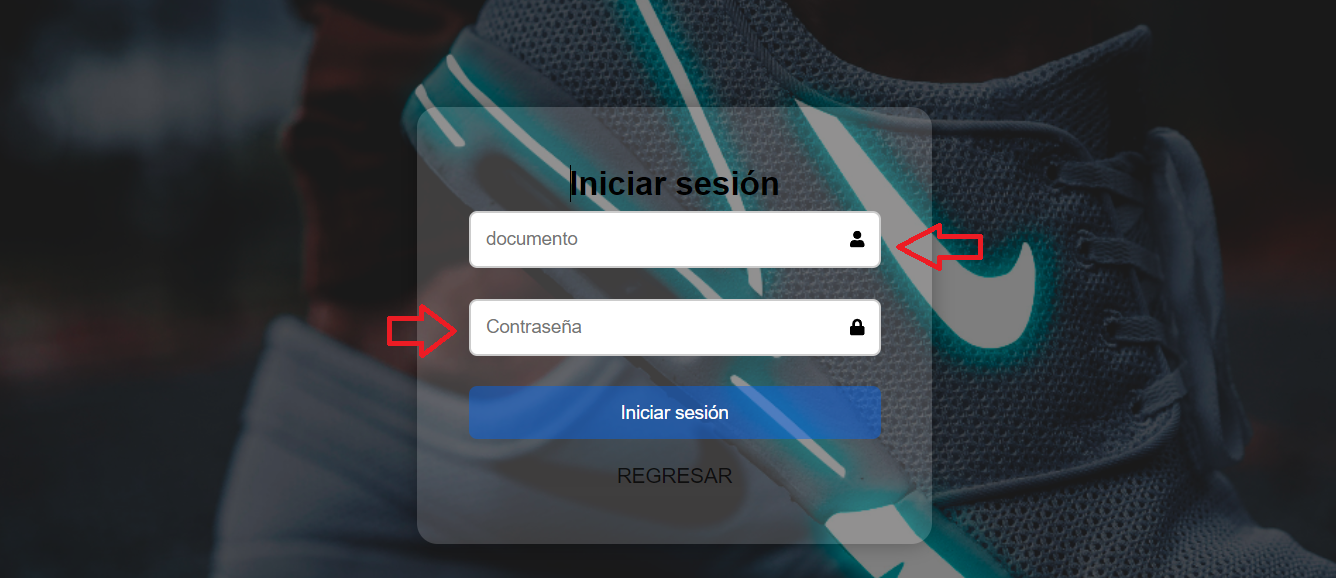 Iniciar sesión
documento
Contraseña
Iniciar sesión
REGRESAR